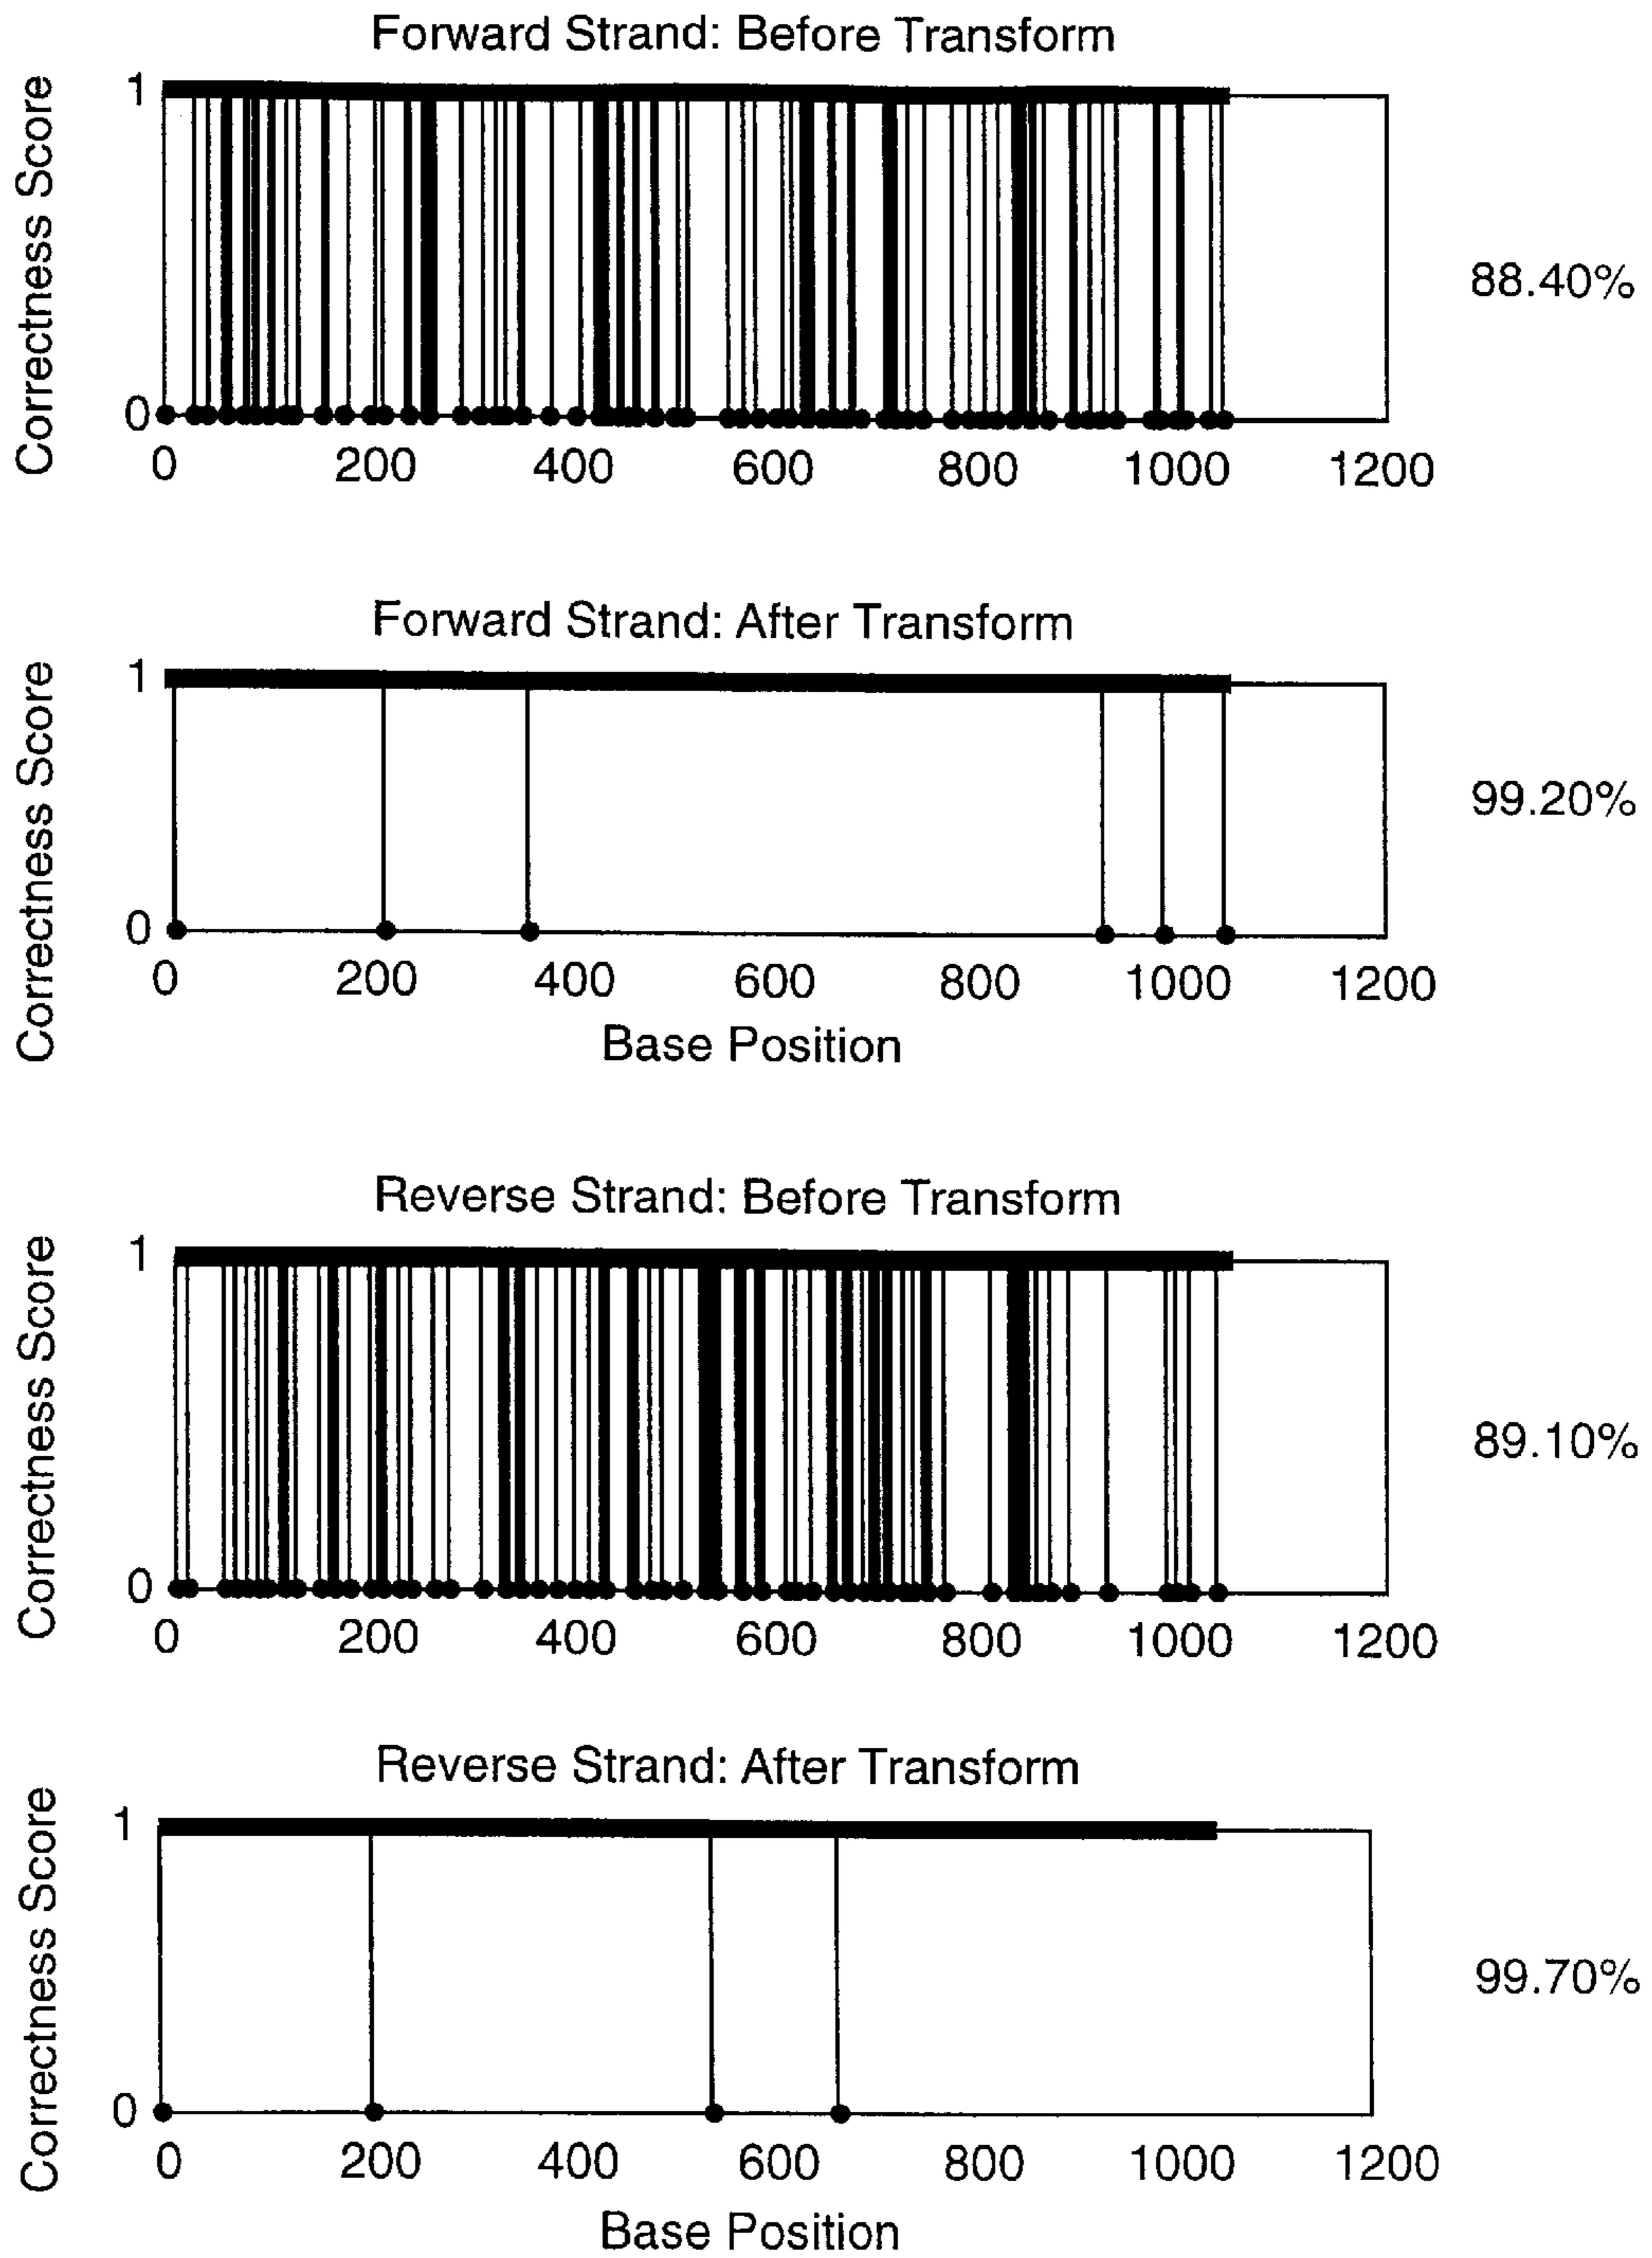 Forward Strand: Before Transform
Correctness Score
1
0
0 200 400 600 800 1000 1200
88.40%
Forward Strand: After Transform
Correctness Score
1
0
0 200 400 600 800 1000 1200
Base Position
99.20%
Reverse Strand: Before Transform
Correctness Score
1
0
0 200 400 600 800 1000 1200
89.10%
Reverse Strand: After Transform
Correctness Score
1
0
0 200 400 600 800 1000 1200
Base Position
99.70%